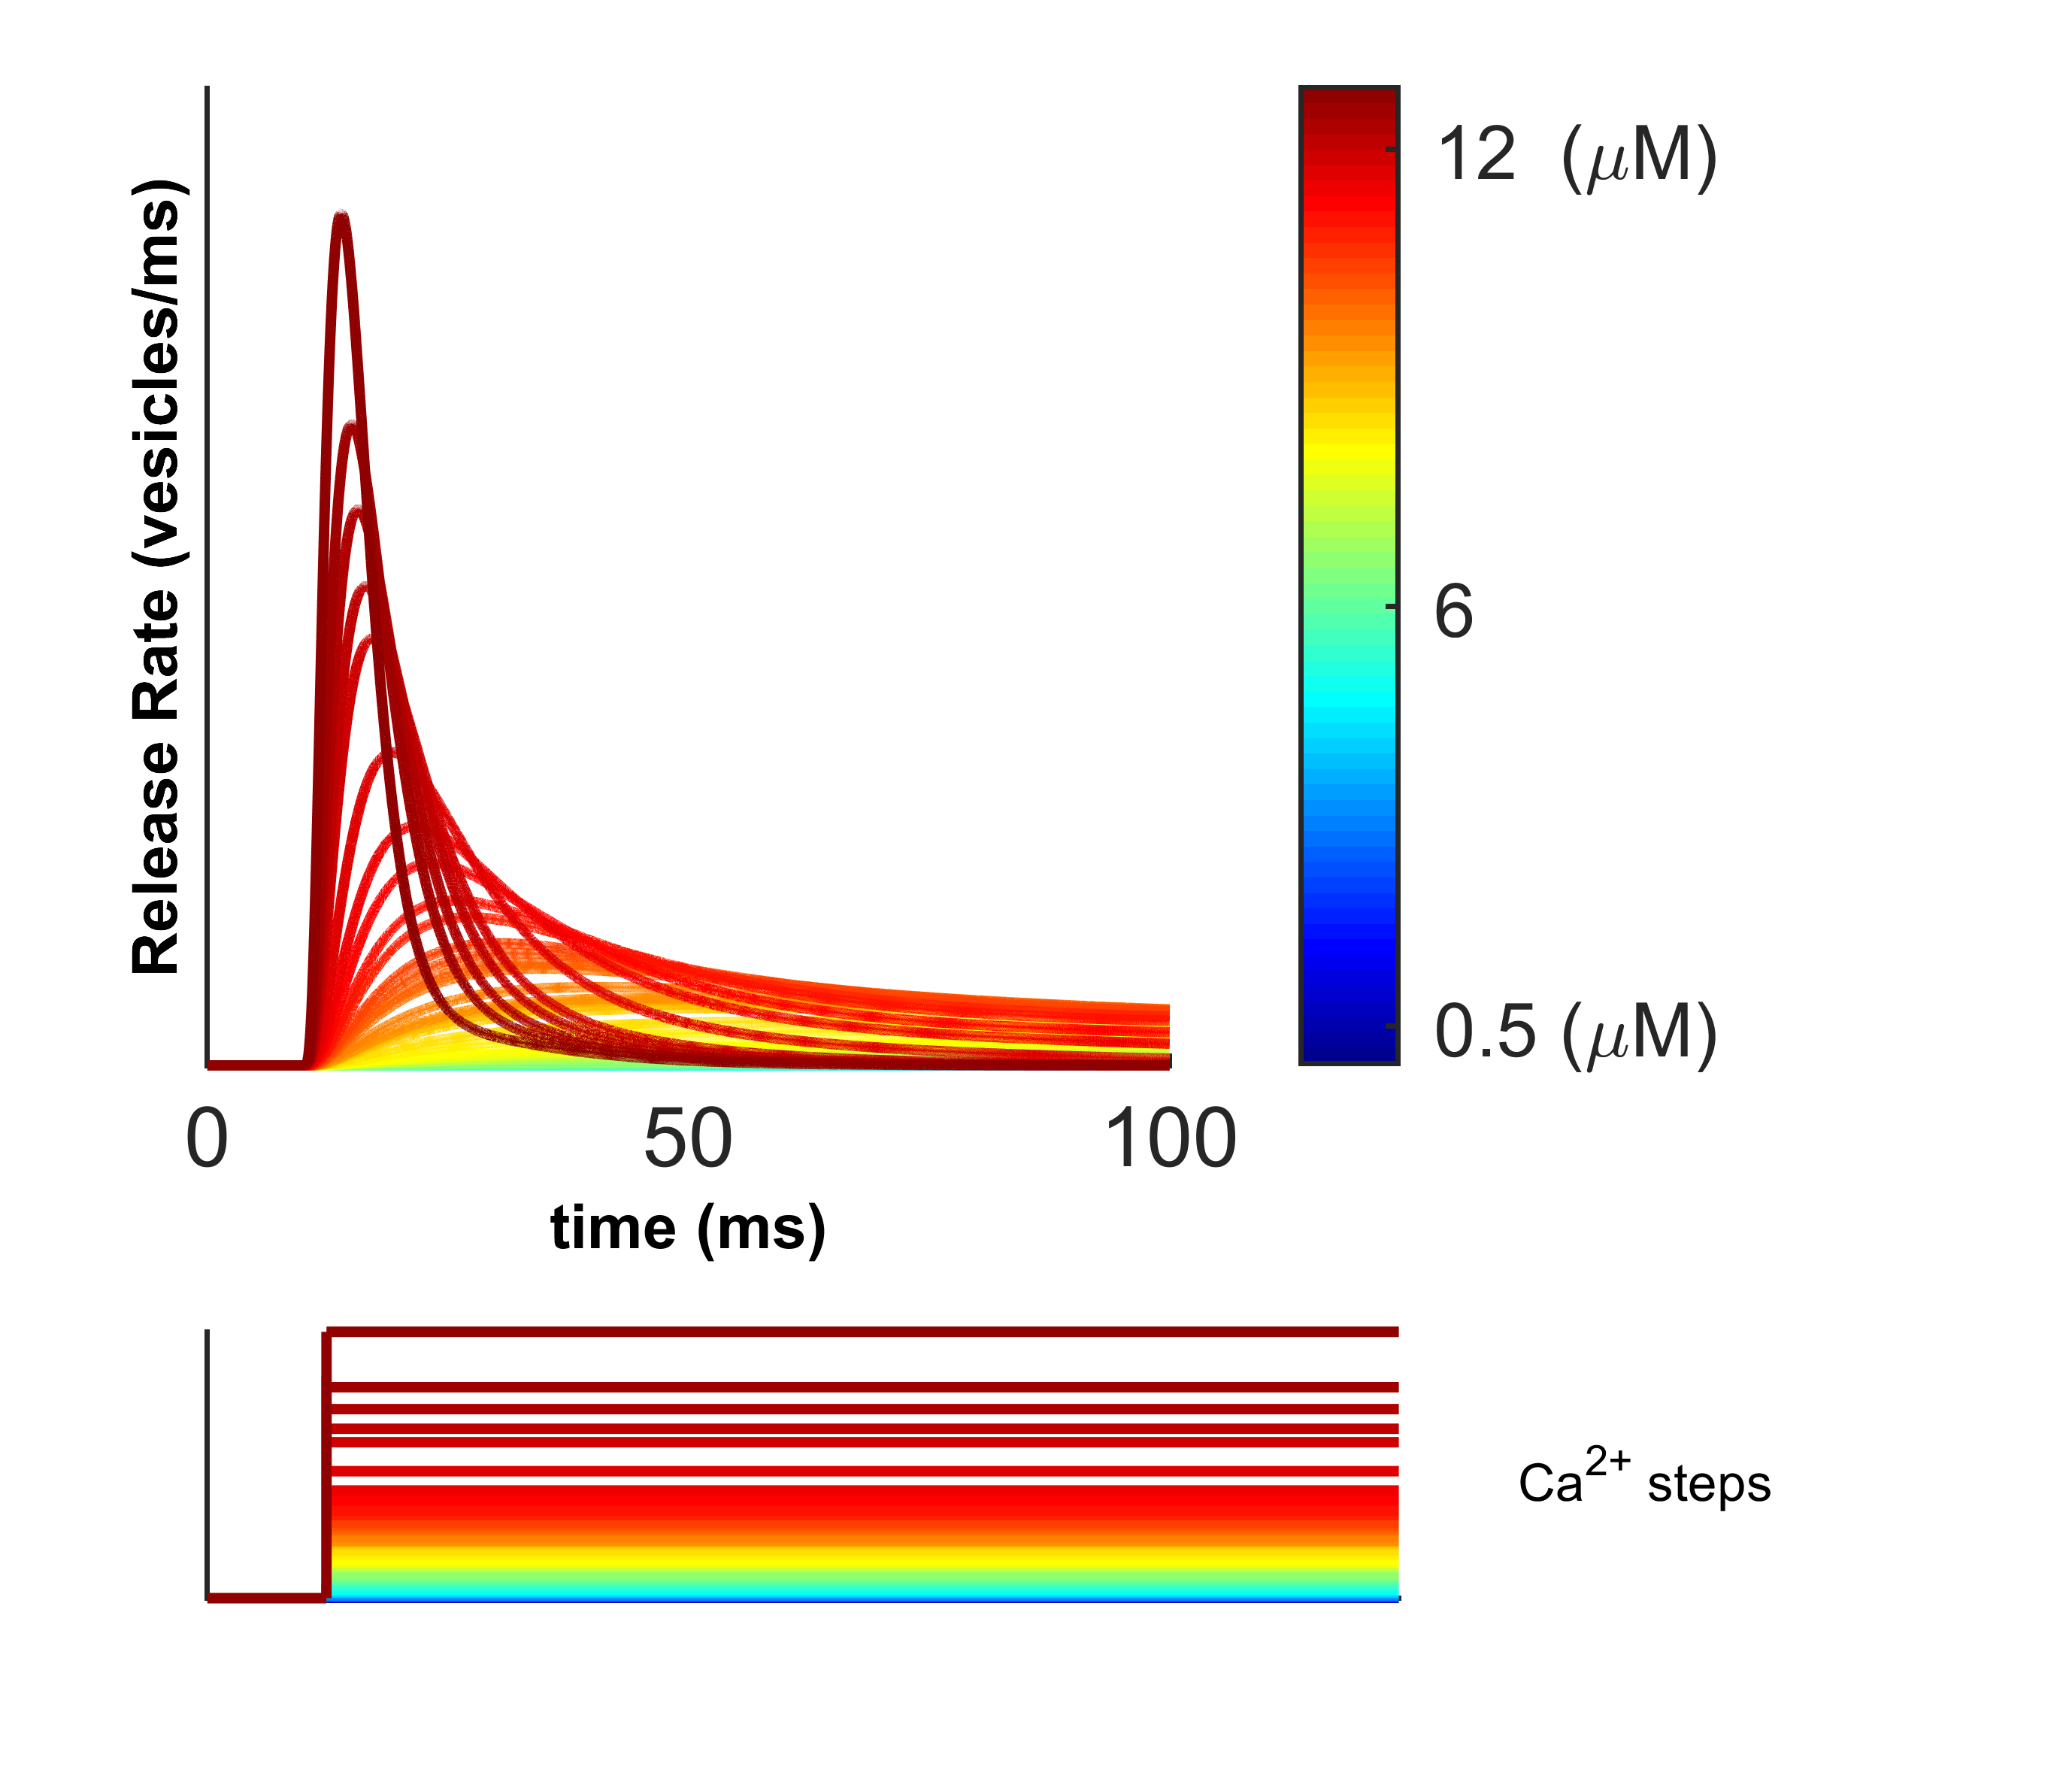 Release Rate (vesicles/ms)
12 (μM)
6
0.5 (μM)
0 50 100
time (ms)
Ca²⁺ steps